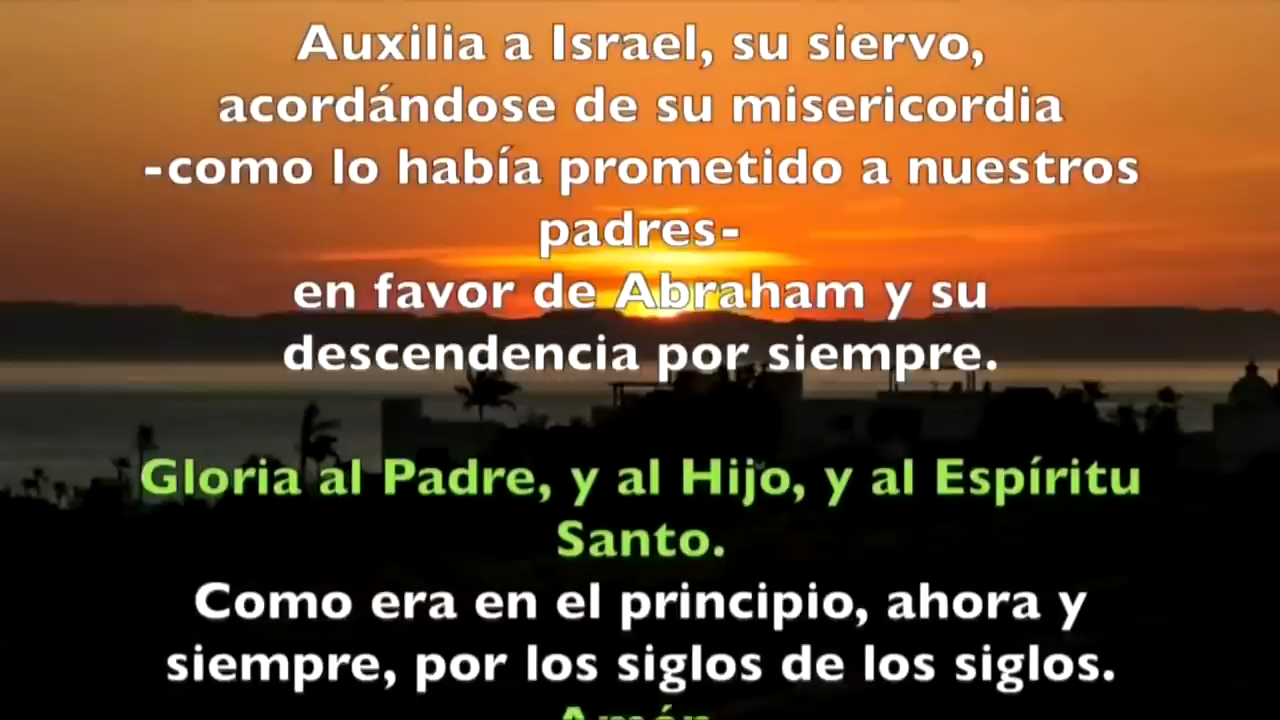 Auxilia a Israel, su siervo,
acordándose de su misericordia
-como lo había prometido a nuestros
padres-
en favor de Abraham y su
descendencia por siempre.
Gloria al Padre, y al Hijo, y al Espíritu
Santo.
Como era en el principio, ahora y
siempre, por los siglos de los siglos.
Amén.